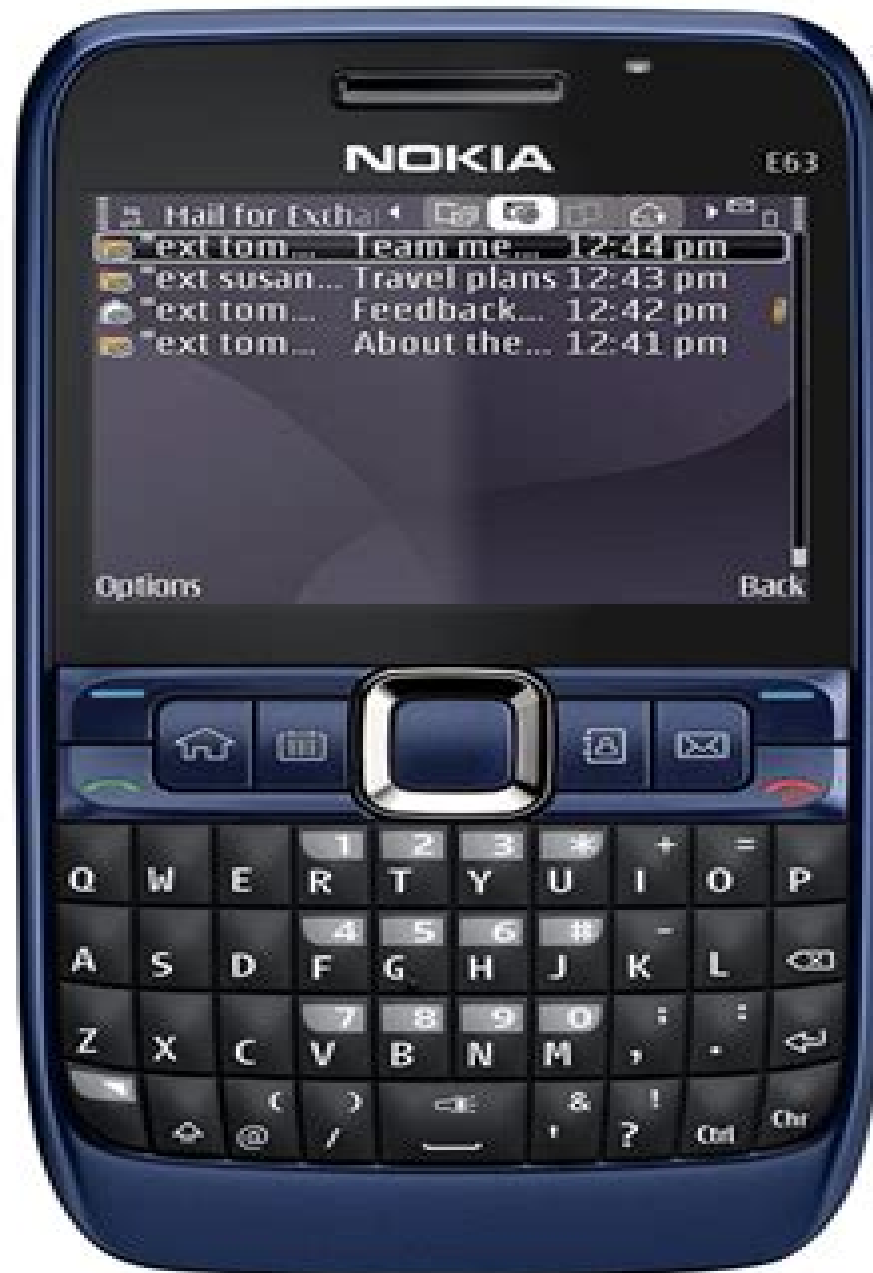 NOKIA
E63
Mail for Exchai
"ext tom... Team me... 12:44 pm
"ext susan... Travel plans 12:43 pm
"ext tom... Feedback... 12:42 pm
"ext tom... About the... 12:41 pm
Options Back
1 2 3 * + =
Q W E R T Y U I O P
4 5 6 # -
A S D F G H J K L
7 8 9 0 ; :
Z X C V B N M , .
( ) & !
@ / ' ? Ctrl Chr